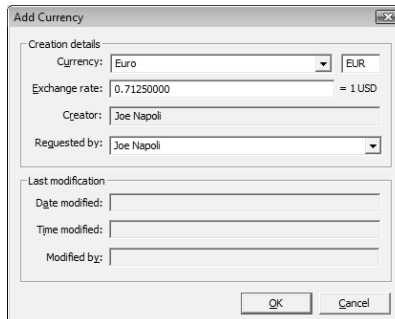 Add Currency
Creation details
Currency: Euro EUR
Exchange rate: 0.71250000 = 1 USD
Creator: Joe Napoli
Requested by: Joe Napoli
Last modification
Date modified:
Time modified:
Modified by:
OK Cancel